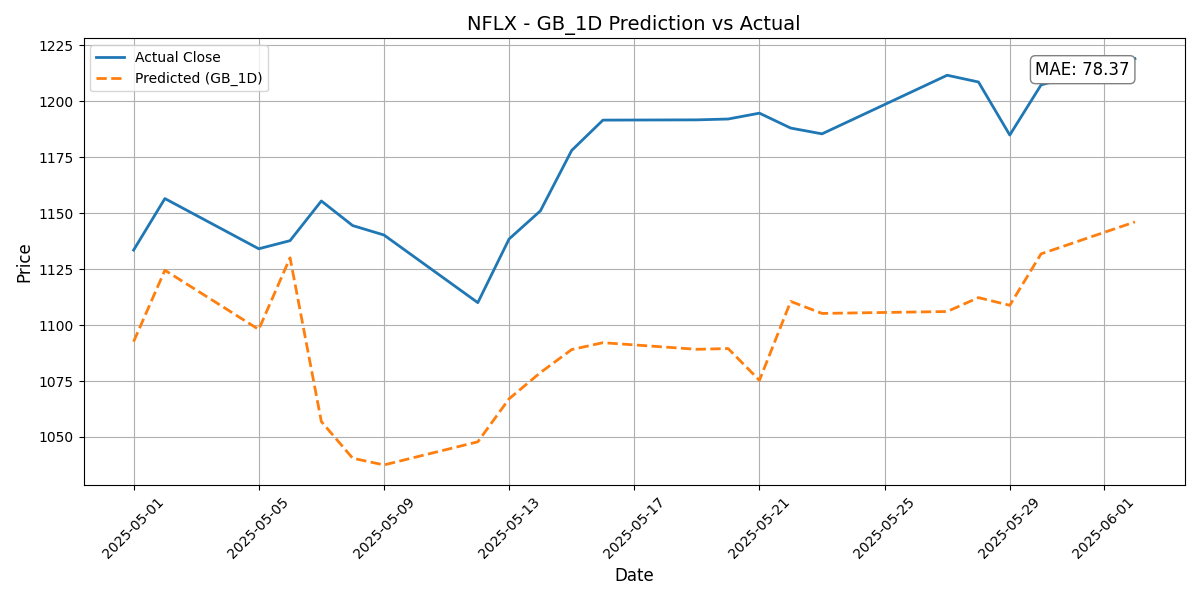 NFLX - GB_1D Prediction vs Actual
Actual Close
Predicted (GB_1D)
MAE: 78.37
Price
1225
1200
1175
1150
1125
1100
1075
1050
2025-05-01
2025-05-05
2025-05-09
2025-05-13
2025-05-17
2025-05-21
2025-05-25
2025-05-29
2025-06-01
Date